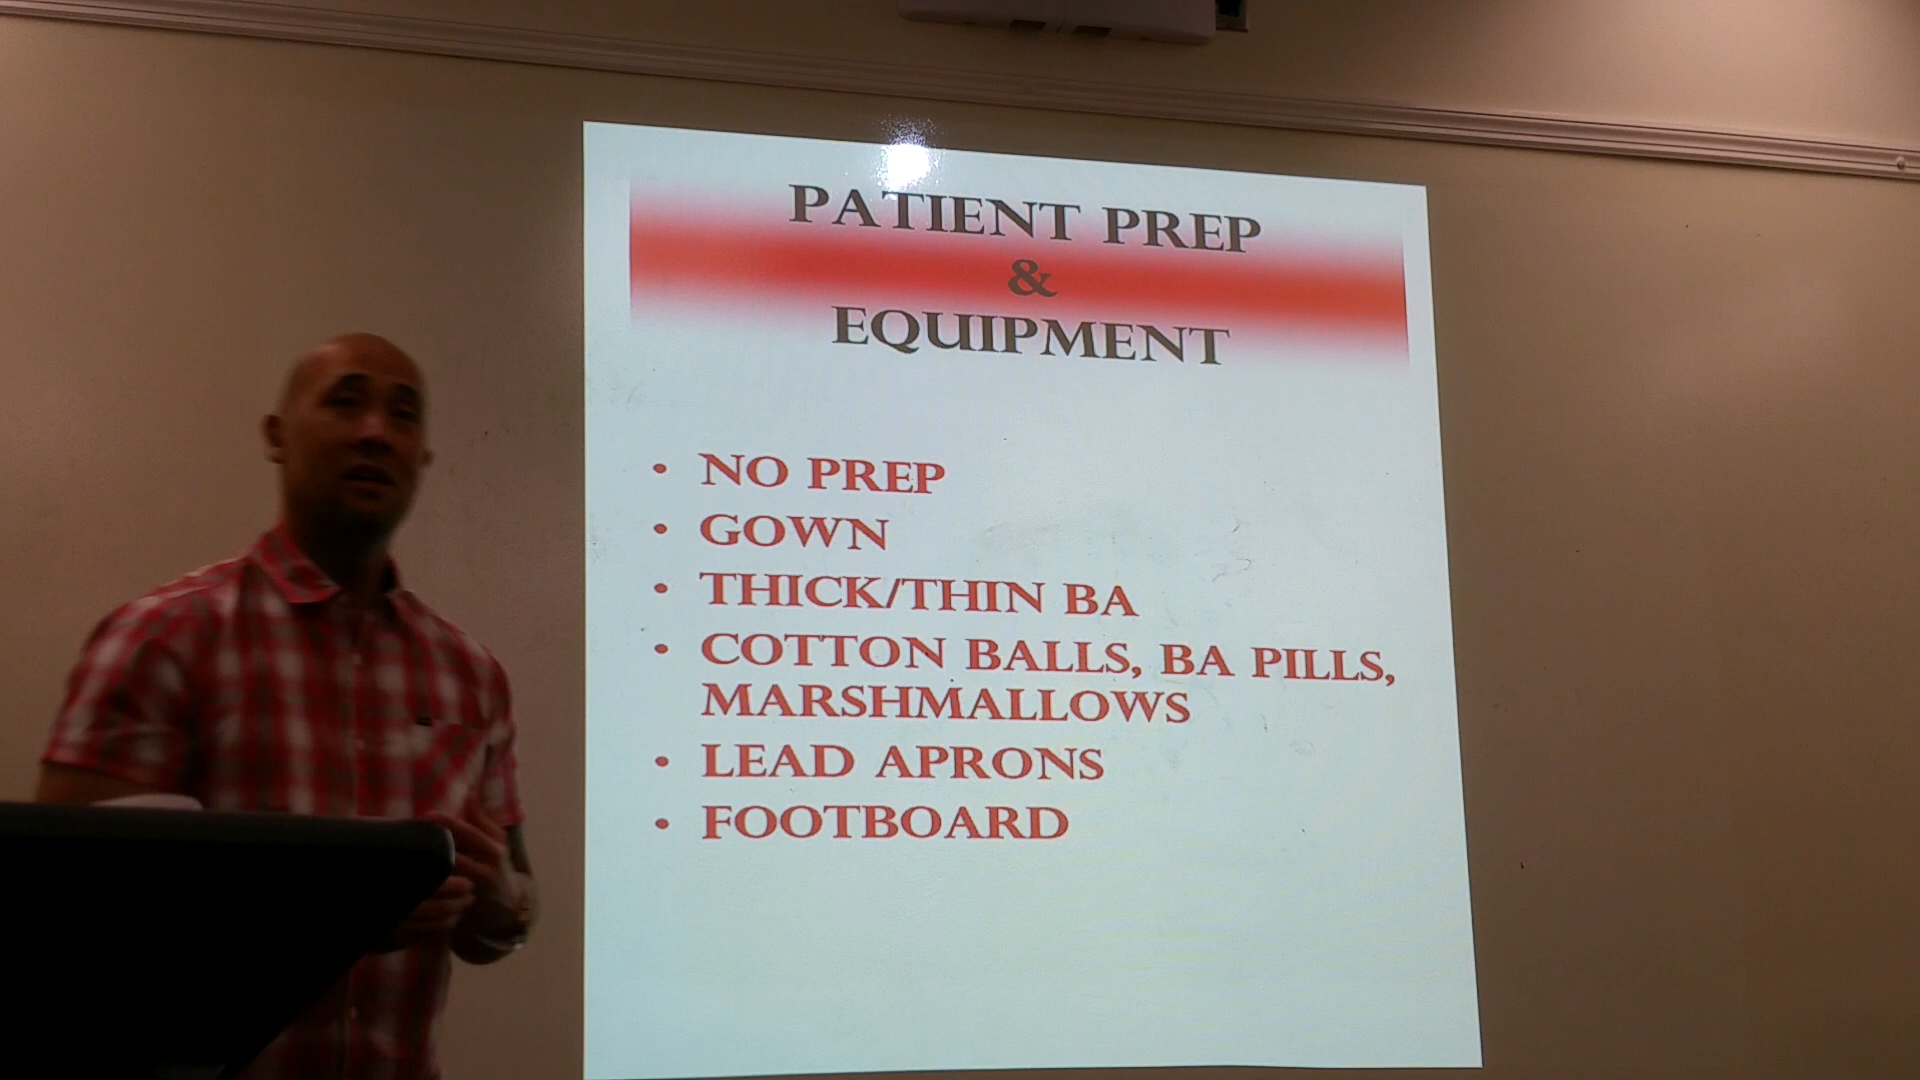 PATIENT PREP
&
EQUIPMENT
• NO PREP
• GOWN
• THICK/THIN BA
• COTTON BALLS, BA PILLS,
MARSHMALLOWS
• LEAD APRONS
• FOOTBOARD